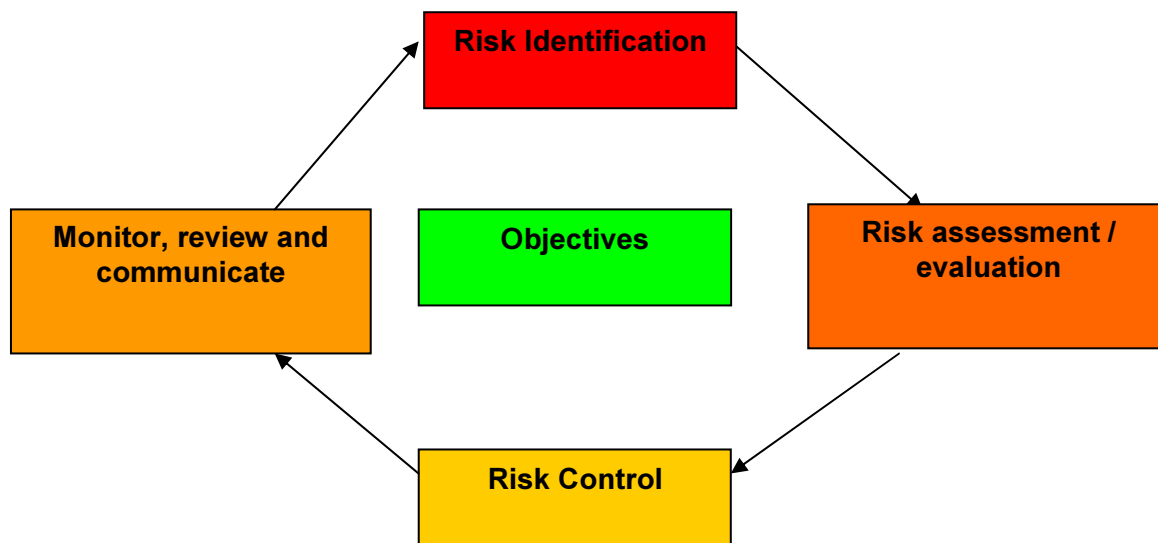 Risk Identification
Monitor, review and
communicate
Objectives
Risk assessment /
evaluation
Risk Control